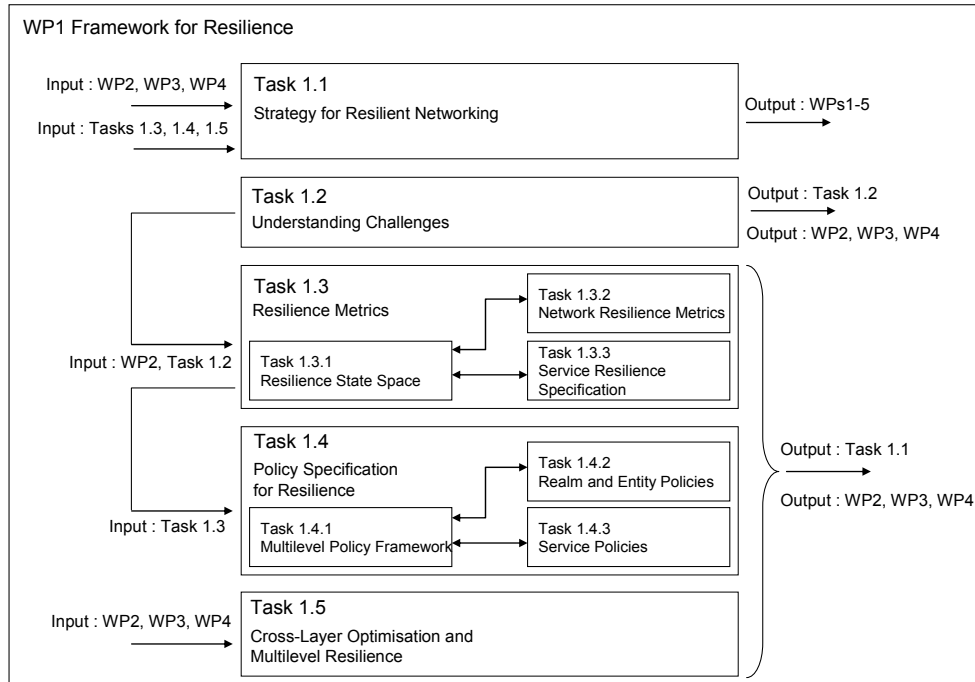 WP1 Framework for Resilience
Input : WP2, WP3, WP4
Input : Tasks 1.3, 1.4, 1.5
Task 1.1
Strategy for Resilient Networking
Output : WPs1-5
Task 1.2
Understanding Challenges
Output : Task 1.2
Output : WP2, WP3, WP4
Task 1.3
Resilience Metrics
Task 1.3.2
Network Resilience Metrics
Input : WP2, Task 1.2
Task 1.3.1
Resilience State Space
Task 1.3.3
Service Resilience
Specification
Task 1.4
Policy Specification
for Resilience
Task 1.4.2
Realm and Entity Policies
Input : Task 1.3
Task 1.4.1
Multilevel Policy Framework
Task 1.4.3
Service Policies
Output : Task 1.1
Output : WP2, WP3, WP4
Input : WP2, WP3, WP4
Task 1.5
Cross-Layer Optimisation and
Multilevel Resilience